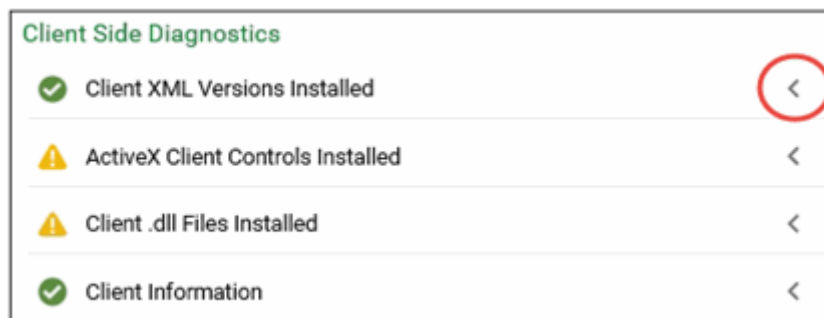 Client Side Diagnostics
Client XML Versions Installed
ActiveX Client Controls Installed
Client .dll Files Installed
Client Information